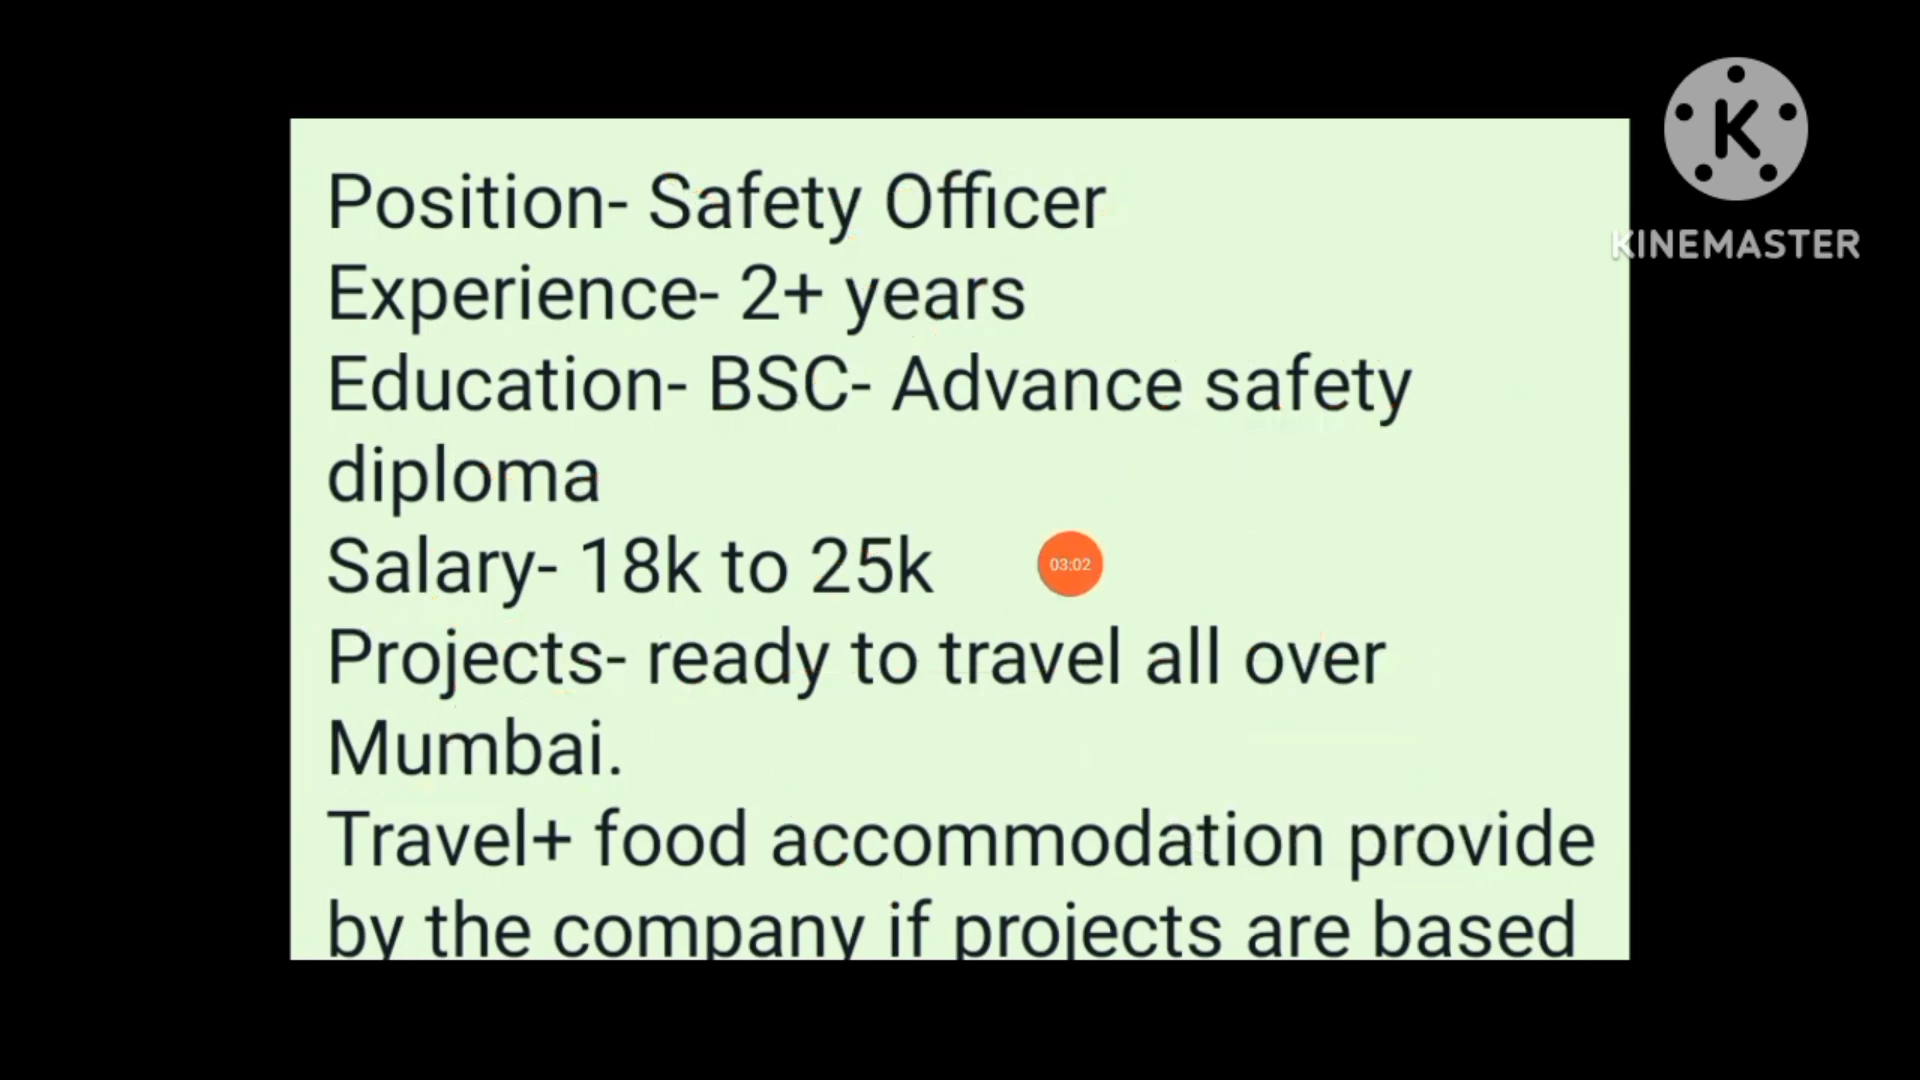 Position- Safety Officer
Experience- 2+ years
Education- BSC- Advance safety
diploma
Salary- 18k to 25k
03:02
Projects- ready to travel all over
Mumbai.
Travel+ food accommodation provide
by the company if projects are based
K
KINEMASTER